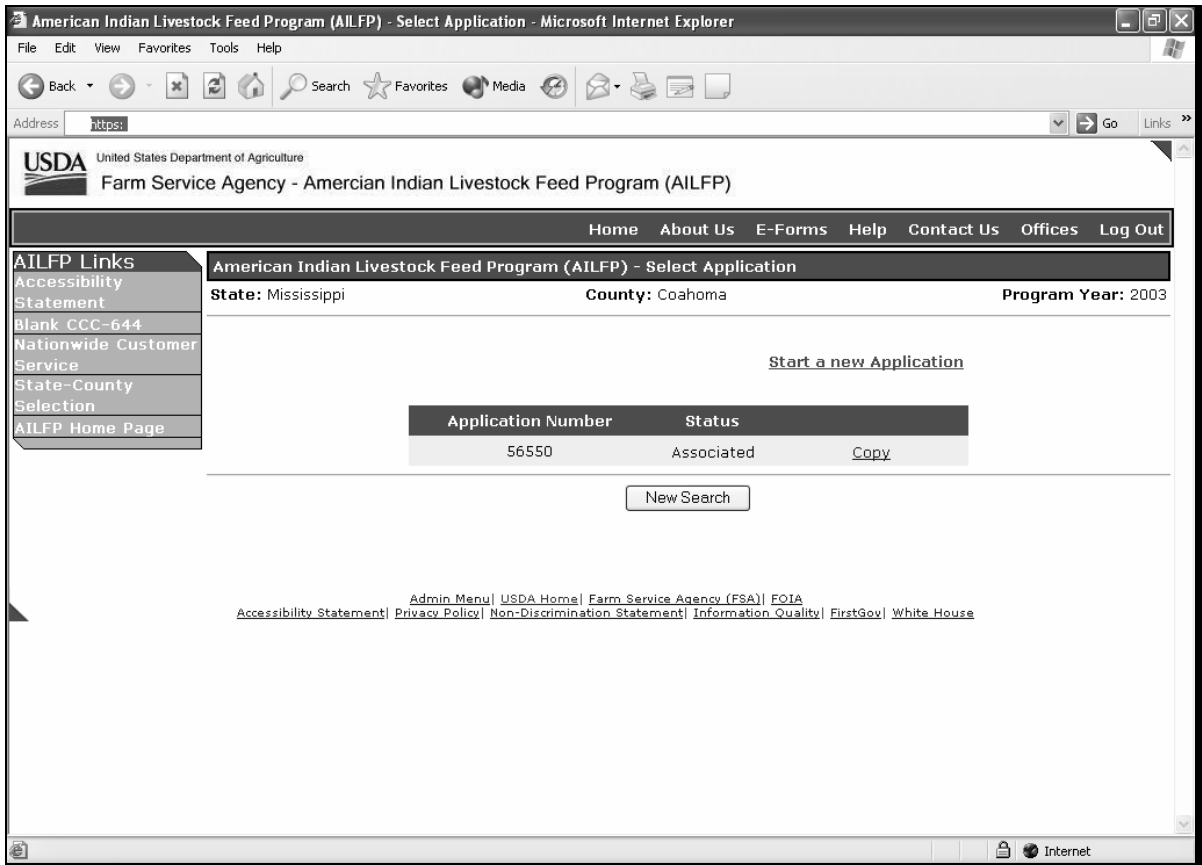 American Indian Livestock Feed Program (AILFP) - Select Application - Microsoft Internet Explorer
File Edit View Favorites Tools Help
Back Search Favorites Media
Address https: Go Links »
USDA United States Department of Agriculture
Farm Service Agency - Amercian Indian Livestock Feed Program (AILFP)
Home About Us E-Forms Help Contact Us Offices Log Out
AILFP Links
Accessibility
Statement
Blank CCC-644
Nationwide Customer
Service
State-County
Selection
AILFP Home Page
American Indian Livestock Feed Program (AILFP) - Select Application
State: Mississippi County: Coahoma Program Year: 2003
Start a new Application
Application Number Status
56550 Associated Copy
New Search
Admin Menu| USDA Home| Farm Service Agency (FSA)| FOIA
Accessibility Statement| Privacy Policy| Non-Discrimination Statement| Information Quality| FirstGov| White House
Internet